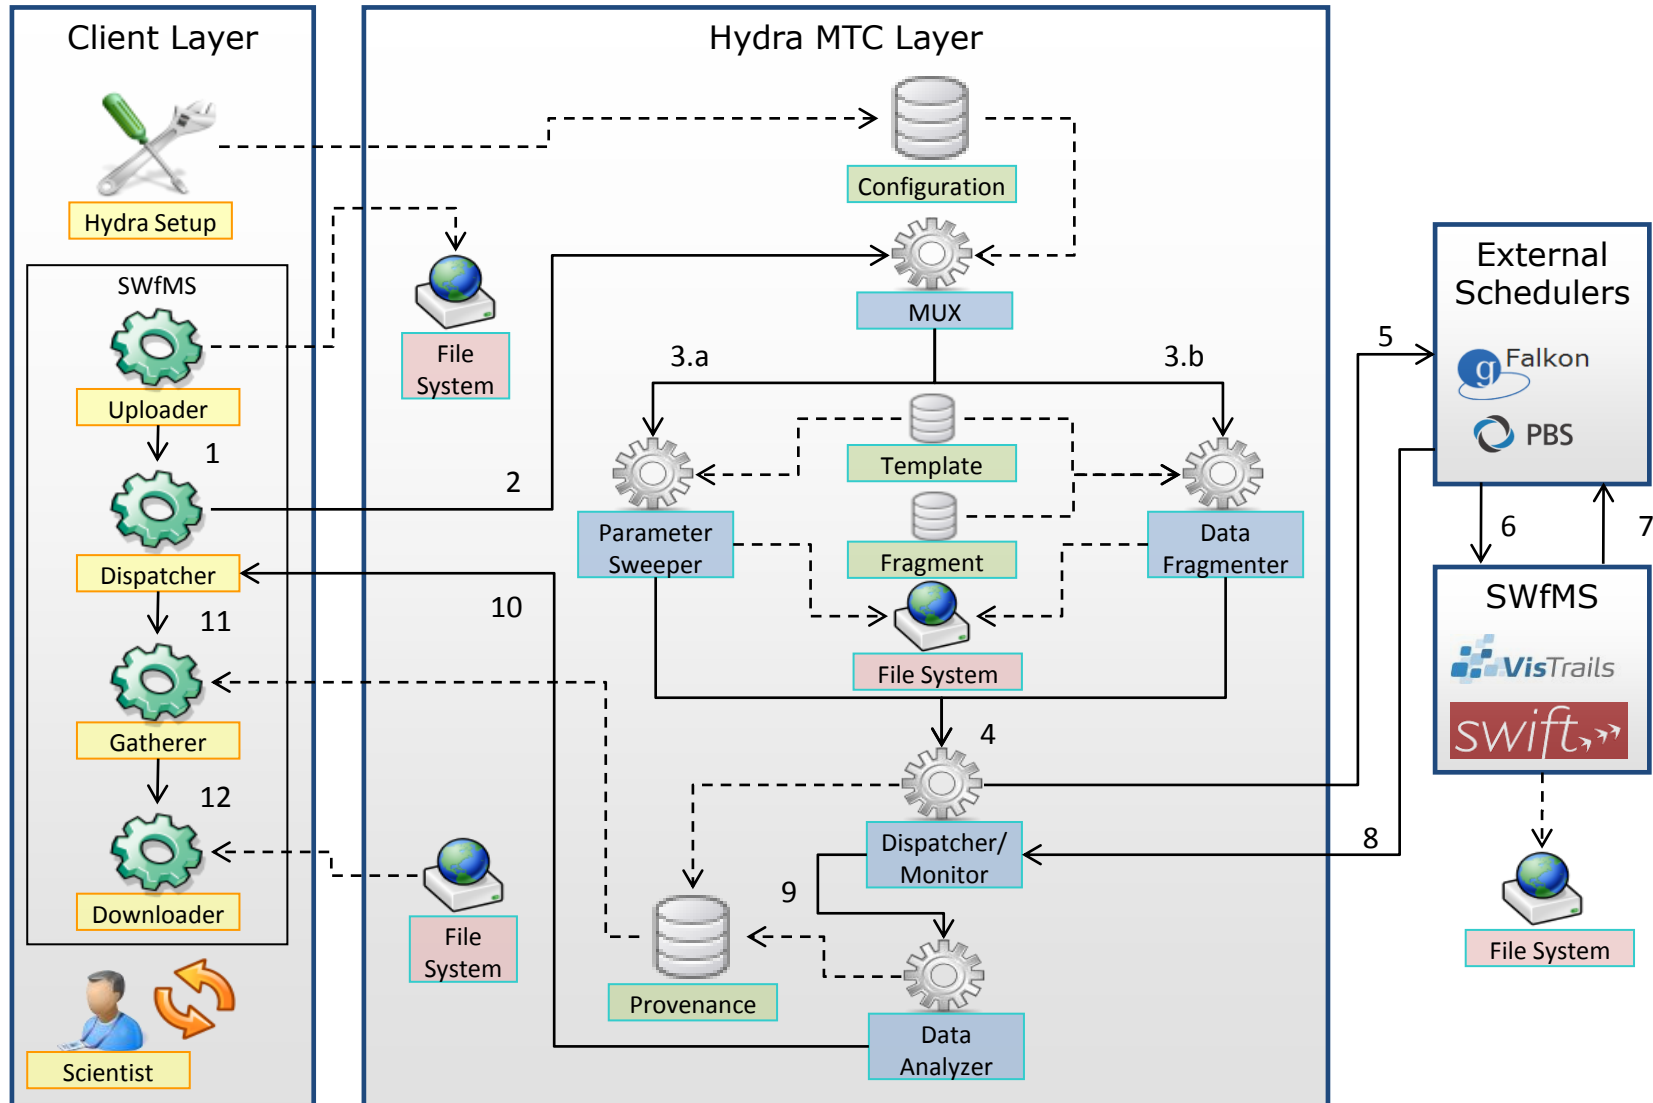 Client Layer
Hydra Setup
SWfMS
Uploader
1
Dispatcher
11
Gatherer
12
Downloader
Scientist
Hydra MTC Layer
Configuration
File
System
MUX
2
3.a
3.b
Template
Parameter
Sweeper
Fragment
Data
Fragmenter
File System
10
4
Dispatcher/
Monitor
9
File
System
Provenance
Data
Analyzer
5
8
External
Schedulers
g Falkon
PBS
6
7
SWfMS
VisTrails
swift
File System